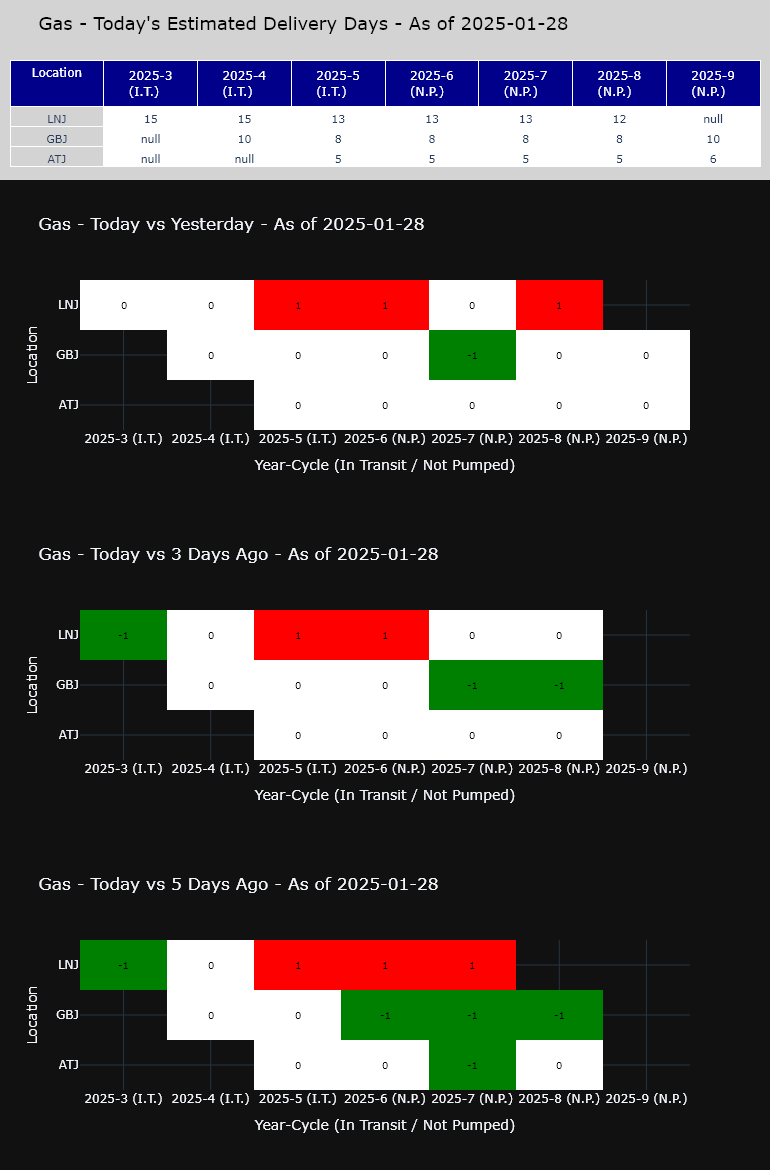 Gas - Today's Estimated Delivery Days - As of 2025-01-28
Location 2025-3 (I.T.) 2025-4 (I.T.) 2025-5 (I.T.) 2025-6 (N.P.) 2025-7 (N.P.) 2025-8 (N.P.) 2025-9 (N.P.)
LNJ 15 15 13 13 13 12 null
GBJ null 10 8 8 8 8 10
ATJ null null 5 5 5 5 6
Gas - Today vs Yesterday - As of 2025-01-28
LNJ 0 0 1 1 0 1
GBJ 0 0 0 -1 0 0
ATJ 0 0 0 0 0
Location
2025-3 (I.T.) 2025-4 (I.T.) 2025-5 (I.T.) 2025-6 (N.P.) 2025-7 (N.P.) 2025-8 (N.P.) 2025-9 (N.P.)
Year-Cycle (In Transit / Not Pumped)
Gas - Today vs 3 Days Ago - As of 2025-01-28
LNJ -1 0 1 1 0 0
GBJ 0 0 0 -1 -1
ATJ 0 0 0 0
Location
2025-3 (I.T.) 2025-4 (I.T.) 2025-5 (I.T.) 2025-6 (N.P.) 2025-7 (N.P.) 2025-8 (N.P.) 2025-9 (N.P.)
Year-Cycle (In Transit / Not Pumped)
Gas - Today vs 5 Days Ago - As of 2025-01-28
LNJ -1 0 1 1 1
GBJ 0 0 -1 -1 -1
ATJ 0 0 -1 0
Location
2025-3 (I.T.) 2025-4 (I.T.) 2025-5 (I.T.) 2025-6 (N.P.) 2025-7 (N.P.) 2025-8 (N.P.) 2025-9 (N.P.)
Year-Cycle (In Transit / Not Pumped)